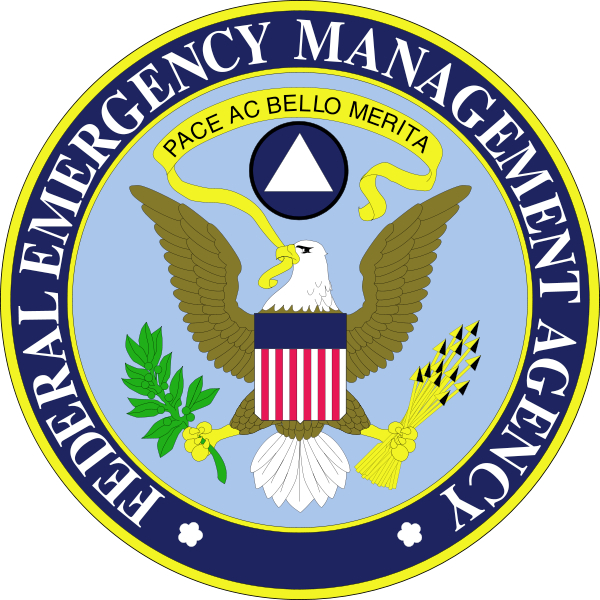 FEDERAL EMERGENCY MANAGEMENT AGENCY
PACE AC BELLO MERITA